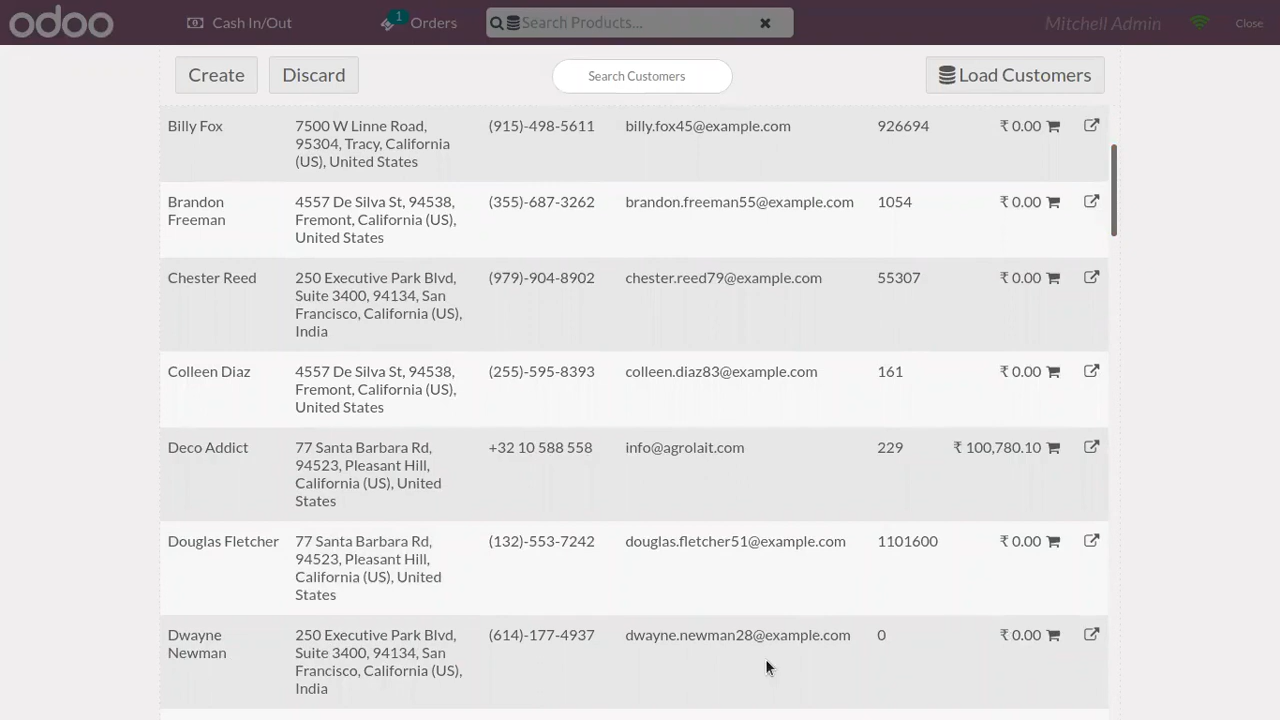 odoo Cash In/Out 1 Orders Search Products... Mitchell Admin Close
Create Discard Search Customers Load Customers
Billy Fox 7500 W Linne Road, (915)-498-5611 billy.fox45@example.com 926694 ₹ 0.00
95304, Tracy, California
(US), United States
Brandon 4557 De Silva St, 94538, (355)-687-3262 brandon.freeman55@example.com 1054 ₹ 0.00
Freeman Fremont, California (US),
United States
Chester Reed 250 Executive Park Blvd, (979)-904-8902 chester.reed79@example.com 55307 ₹ 0.00
Suite 3400, 94134, San
Francisco, California (US),
India
Colleen Diaz 4557 De Silva St, 94538, (255)-595-8393 colleen.diaz83@example.com 161 ₹ 0.00
Fremont, California (US),
United States
Deco Addict 77 Santa Barbara Rd, +32 10 588 558 info@agrolait.com 229 ₹ 100,780.10
94523, Pleasant Hill,
California (US), United
States
Douglas Fletcher 77 Santa Barbara Rd, (132)-553-7242 douglas.fletcher51@example.com 1101600 ₹ 0.00
94523, Pleasant Hill,
California (US), United
States
Dwayne 250 Executive Park Blvd, (614)-177-4937 dwayne.newman28@example.com 0 ₹ 0.00
Newman Suite 3400, 94134, San
Francisco, California (US),
India